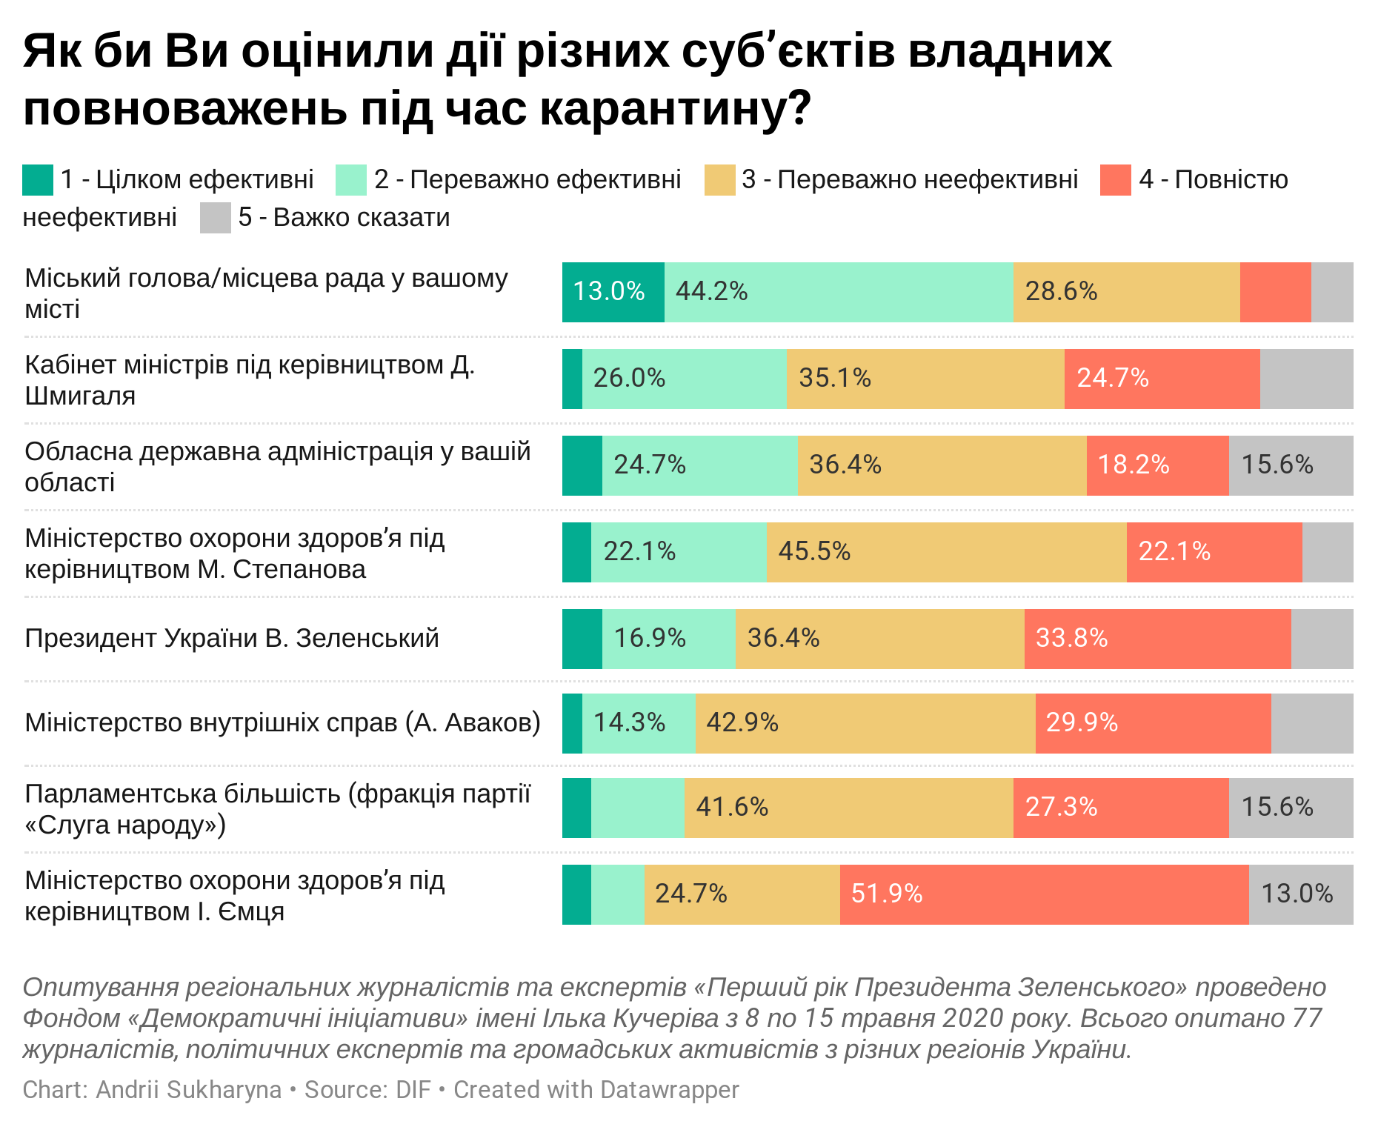 Як би Ви оцінили дії різних суб’єктів владних
повноважень під час карантину?
1 - Цілком ефективні 2 - Переважно ефективні 3 - Переважно неефективні 4 - Повністю
неефективні 5 - Важко сказати
Міський голова/місцева рада у вашому
місті
13.0% 44.2% 28.6%
Кабінет міністрів під керівництвом Д.
Шмигаля
26.0% 35.1% 24.7%
Обласна державна адміністрація у вашій
області
24.7% 36.4% 18.2% 15.6%
Міністерство охорони здоров’я під
керівництвом М. Степанова
22.1% 45.5% 22.1%
Президент України В. Зеленський
16.9% 36.4% 33.8%
Міністерство внутрішніх справ (А. Аваков)
14.3% 42.9% 29.9%
Парламентська більшість (фракція партії
«Слуга народу»)
41.6% 27.3% 15.6%
Міністерство охорони здоров’я під
керівництвом І. Ємця
24.7% 51.9% 13.0%
Опитування регіональних журналістів та експертів «Перший рік Президента Зеленського» проведено
Фондом «Демократичні ініціативи» імені Ілька Кучеріва з 8 по 15 травня 2020 року. Всього опитано 77
журналістів, політичних експертів та громадських активістів з різних регіонів України.
Chart: Andrii Sukharyna • Source: DIF • Created with Datawrapper